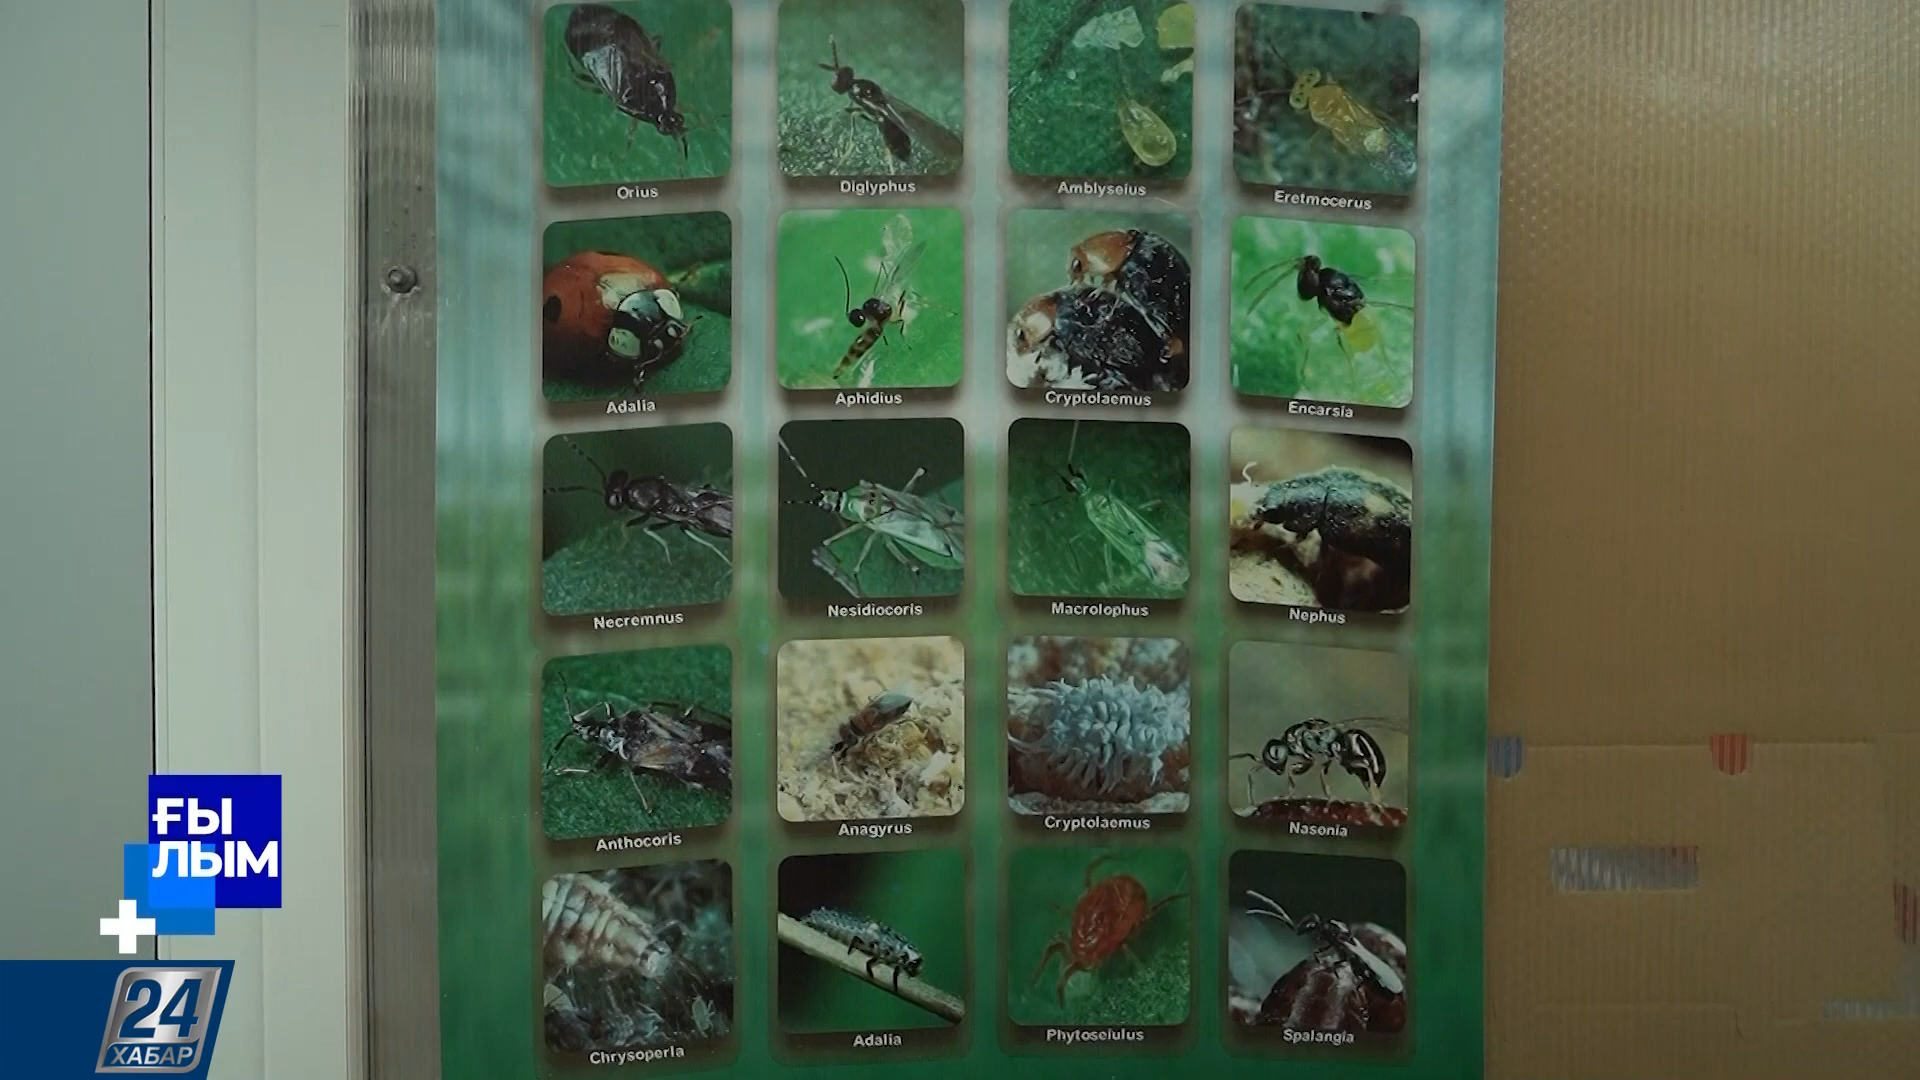 Orius
Diglyphus
Amblyseius
Eretmocerus
Adalia
Aphidius
Cryptolaemus
Encarsia
Necremnus
Nesidiocoris
Macrolophus
Nephus
Anthocoris
Anagyrus
Cryptolaemus
Nasonia
Chrysoperla
Adalia
Phytoseiulus
Spalangia
ҒЫ
ЛЫМ
24
ХАБАР